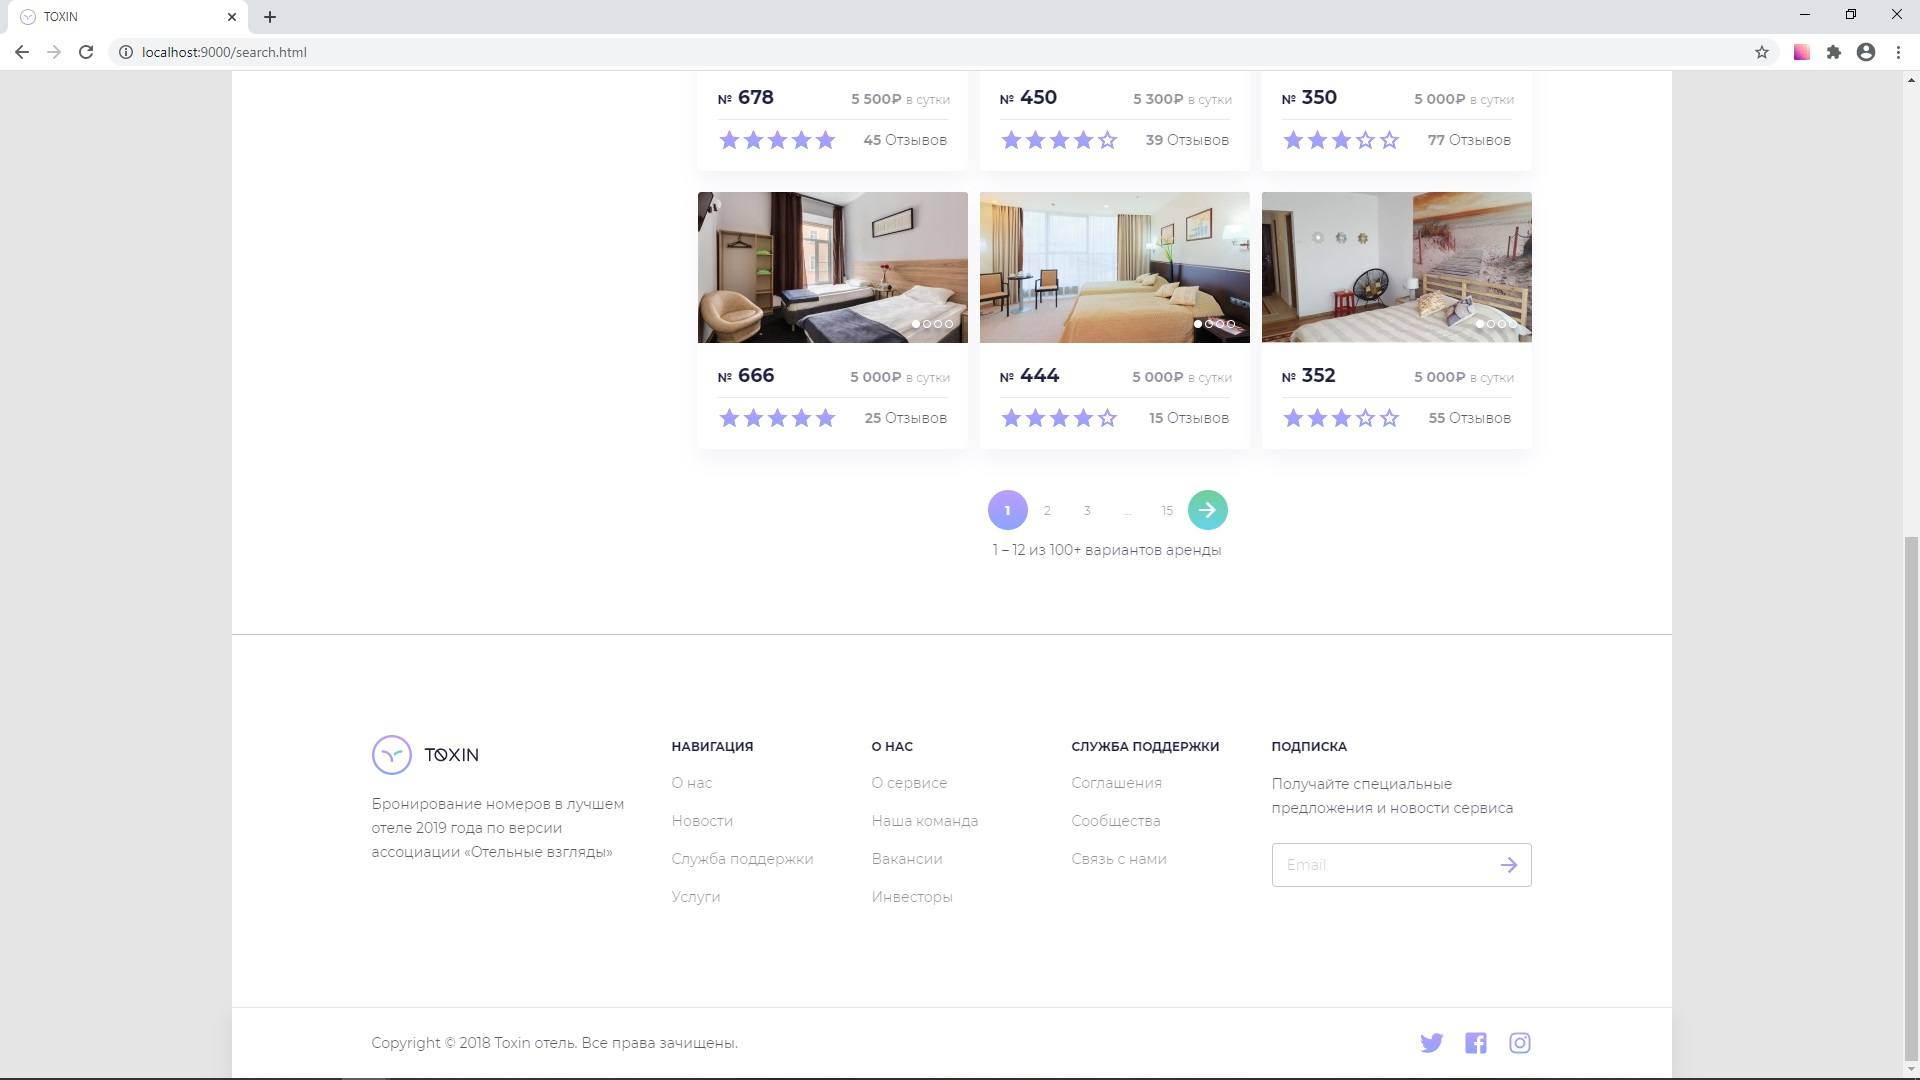 TOXIN
localhost:9000/search.html
№ 678 5 500₽ в сутки
45 Отзывов
№ 450 5 300₽ в сутки
39 Отзывов
№ 350 5 000₽ в сутки
77 Отзывов
№ 666 5 000₽ в сутки
25 Отзывов
№ 444 5 000₽ в сутки
15 Отзывов
№ 352 5 000₽ в сутки
55 Отзывов
1 2 3 ... 15
1 – 12 из 100+ вариантов аренды
TOXIN
Бронирование номеров в лучшем
отеле 2019 года по версии
ассоциации «Отельные взгляды»
НАВИГАЦИЯ
О нас
Новости
Служба поддержки
Услуги
О НАС
О сервисе
Наша команда
Вакансии
Инвесторы
СЛУЖБА ПОДДЕРЖКИ
Соглашения
Сообщества
Связь с нами
ПОДПИСКА
Получайте специальные
предложения и новости сервиса
Email
Copyright © 2018 Toxin отель. Все права зачищены.